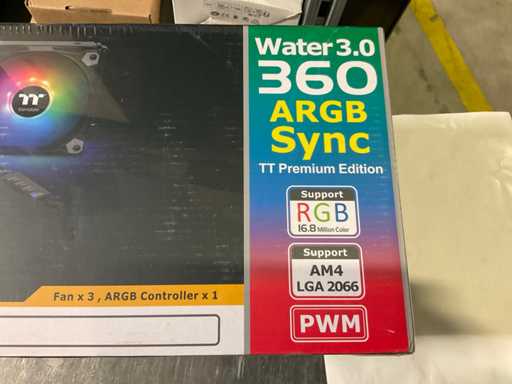 Water 3.0
360
ARGB
Sync
TT Premium Edition
Support
RGB
16.8 Million Color
Support
AM4
LGA 2066
PWM
Fan x 3 , ARGB Controller x 1